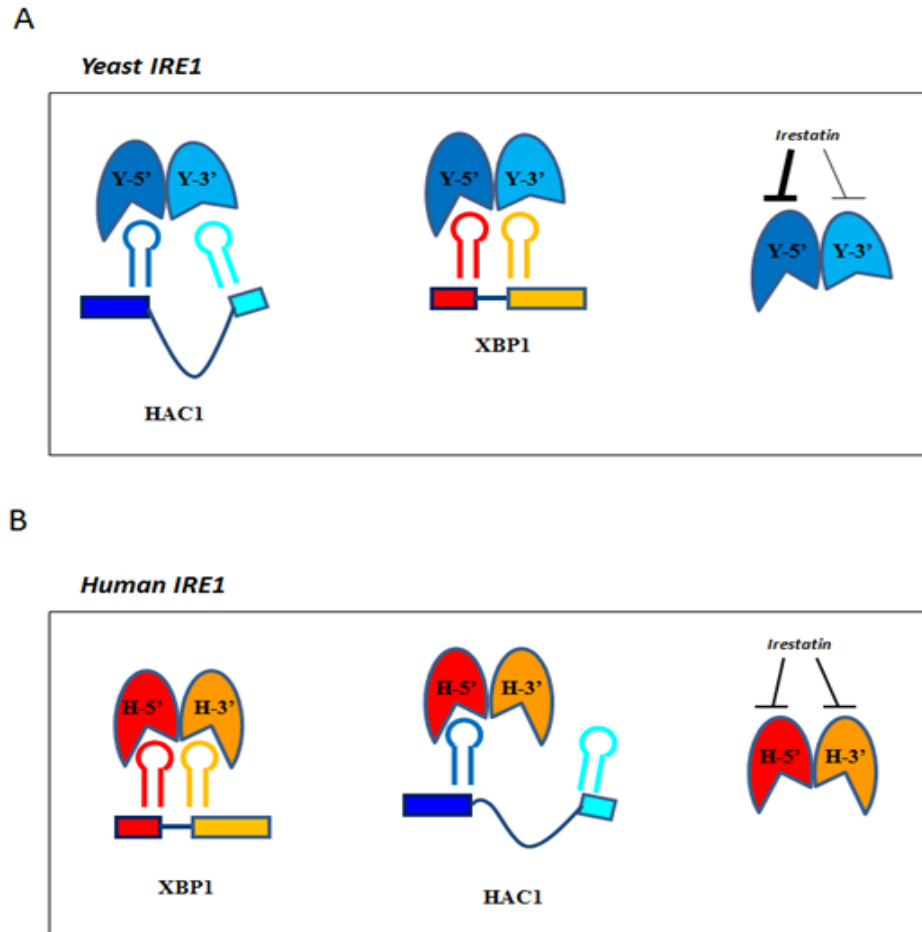 A
Yeast IRE1
Y-5’ Y-3’
HAC1
Y-5’ Y-3’
XBP1
Irestatin
Y-5’ Y-3’
B
Human IRE1
H-5’ H-3’
XBP1
H-5’ H-3’
HAC1
Irestatin
H-5’ H-3’